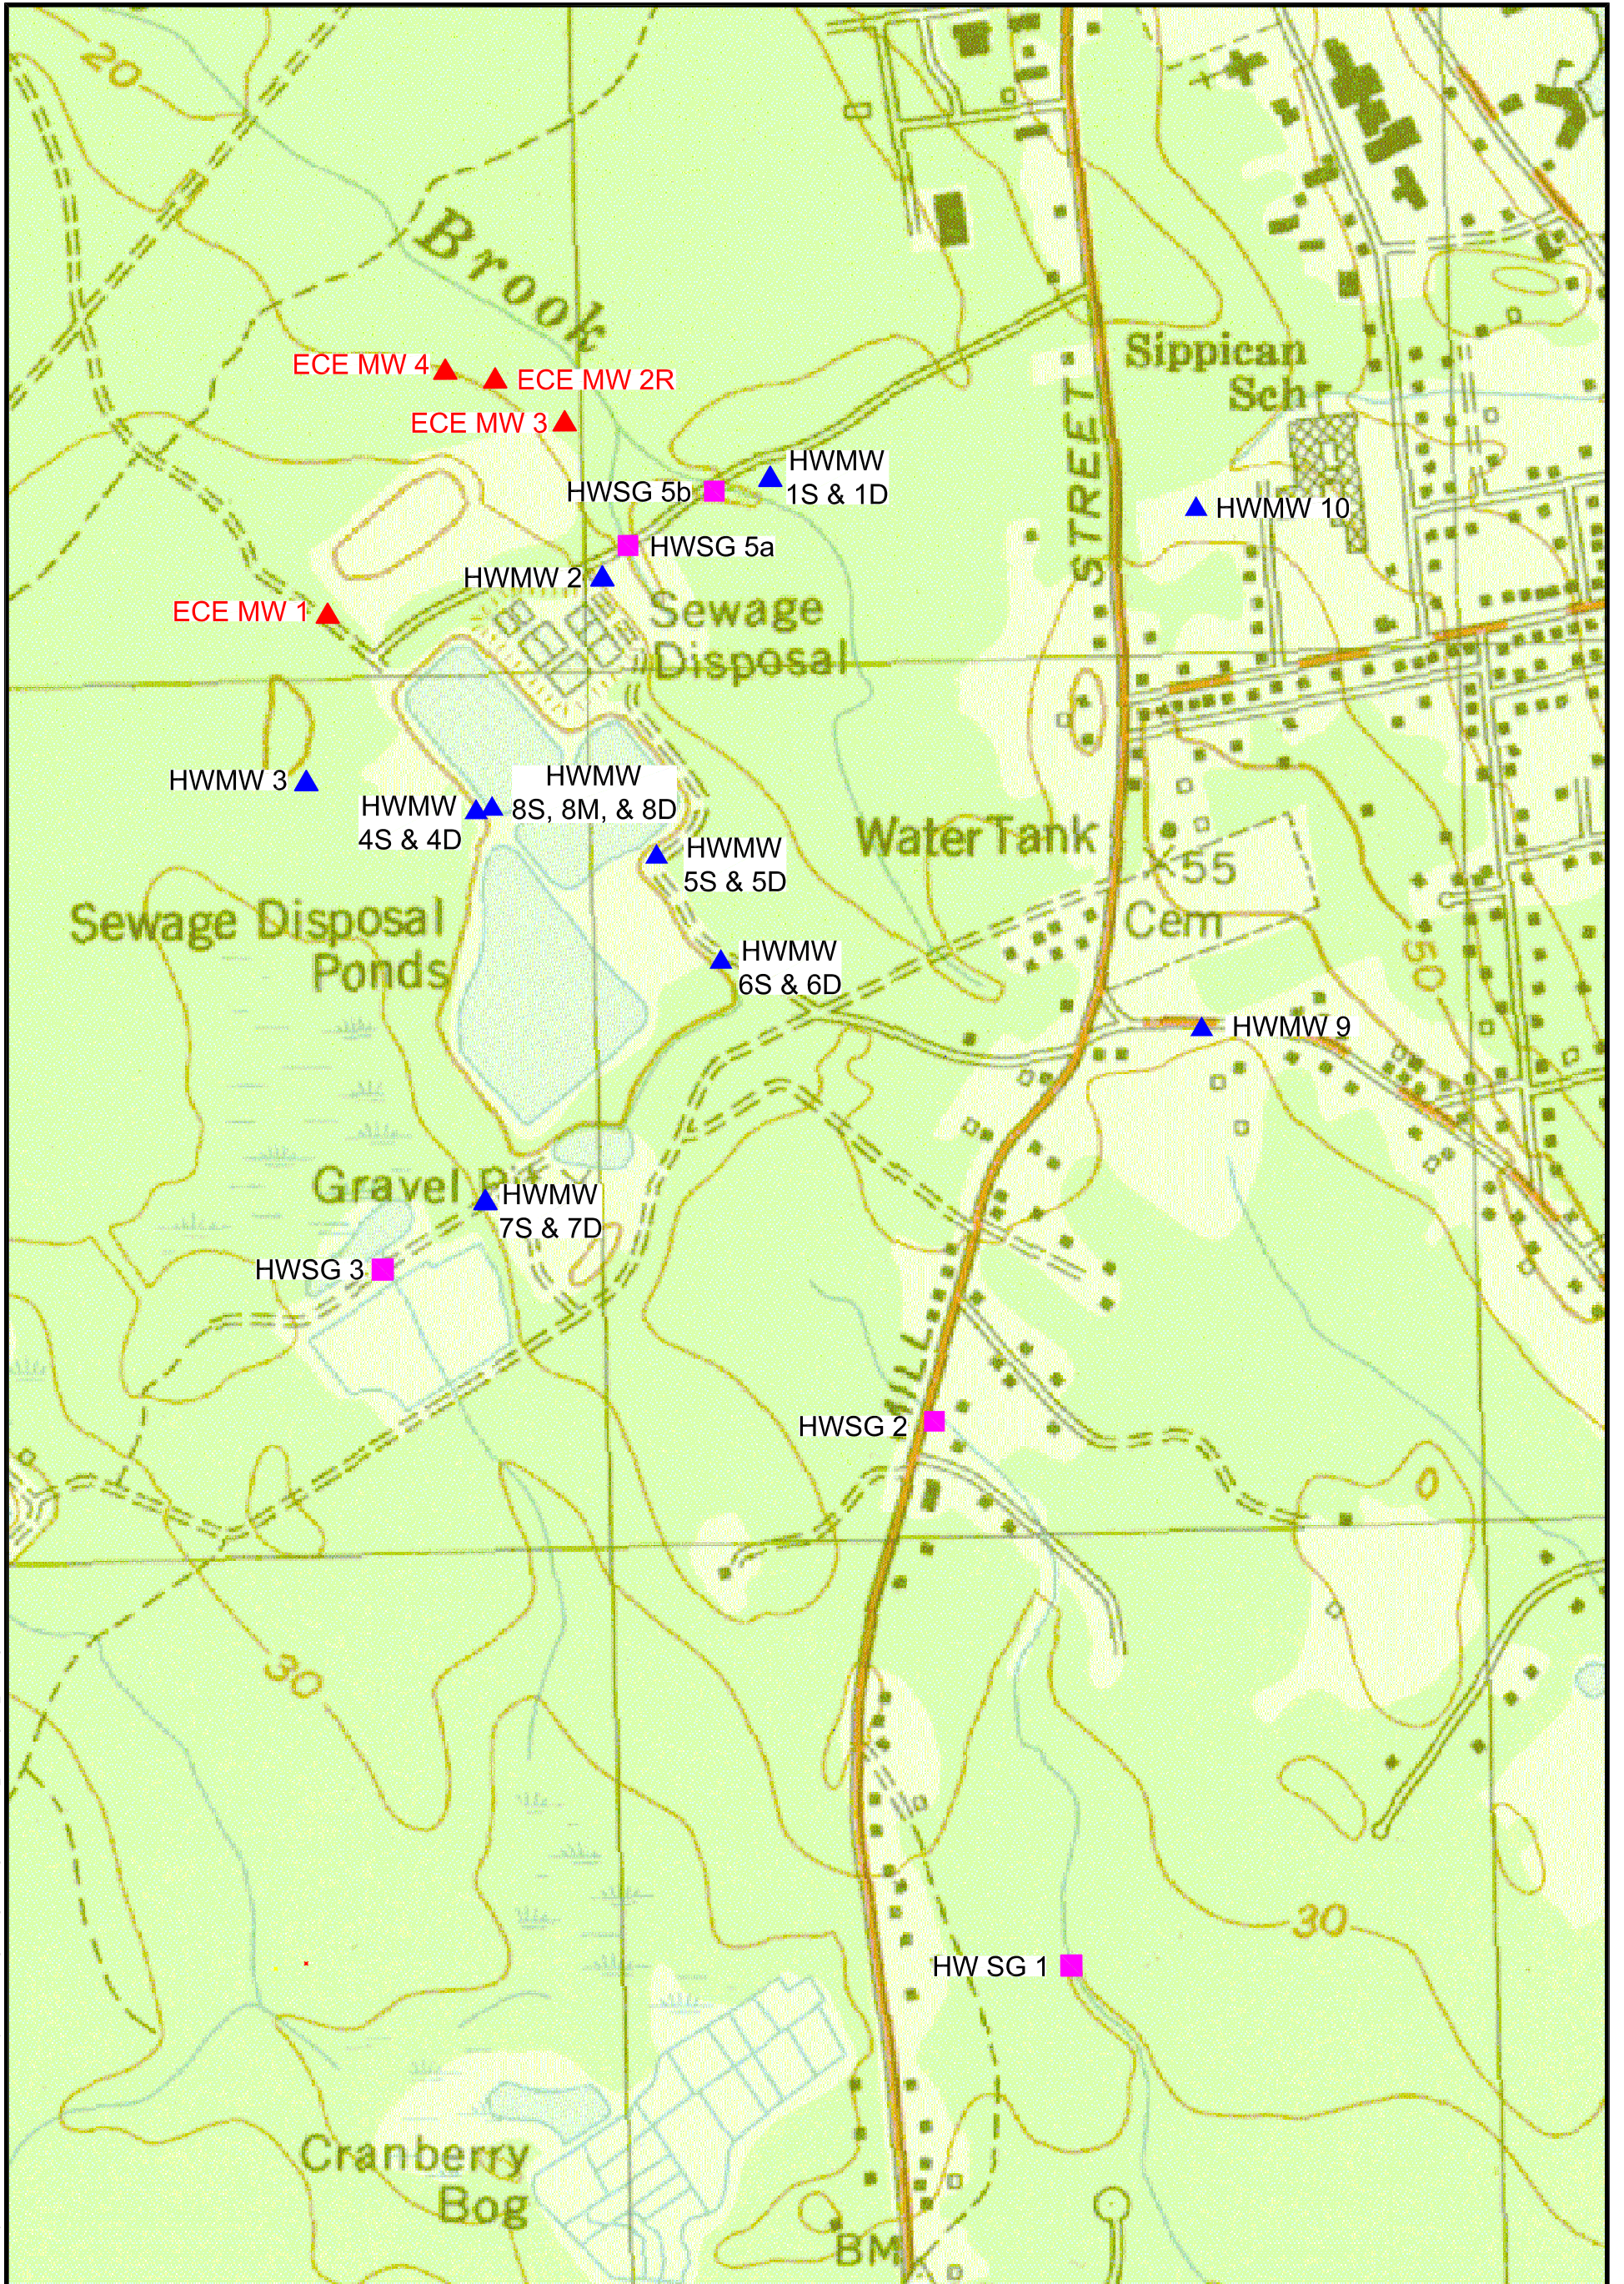 20
Brook
ECE MW 4
ECE MW 2R
ECE MW 3
Sippican
Sch
STREET
HWMW
1S & 1D
HWSG 5b
HWMW 10
HWSG 5a
HWMW 2
ECE MW 1
Sewage
Disposal
HWMW 3
HWMW
4S & 4D
HWMW
8S, 8M, & 8D
HWMW
5S & 5D
Water Tank
55
Cem
50
Sewage Disposal
Ponds
HWMW
6S & 6D
HWMW 9
Gravel Pit
HWMW
7S & 7D
HWSG 3
MILL
HWSG 2
0
30
30
HW SG 1
Cranberry
Bog
BM